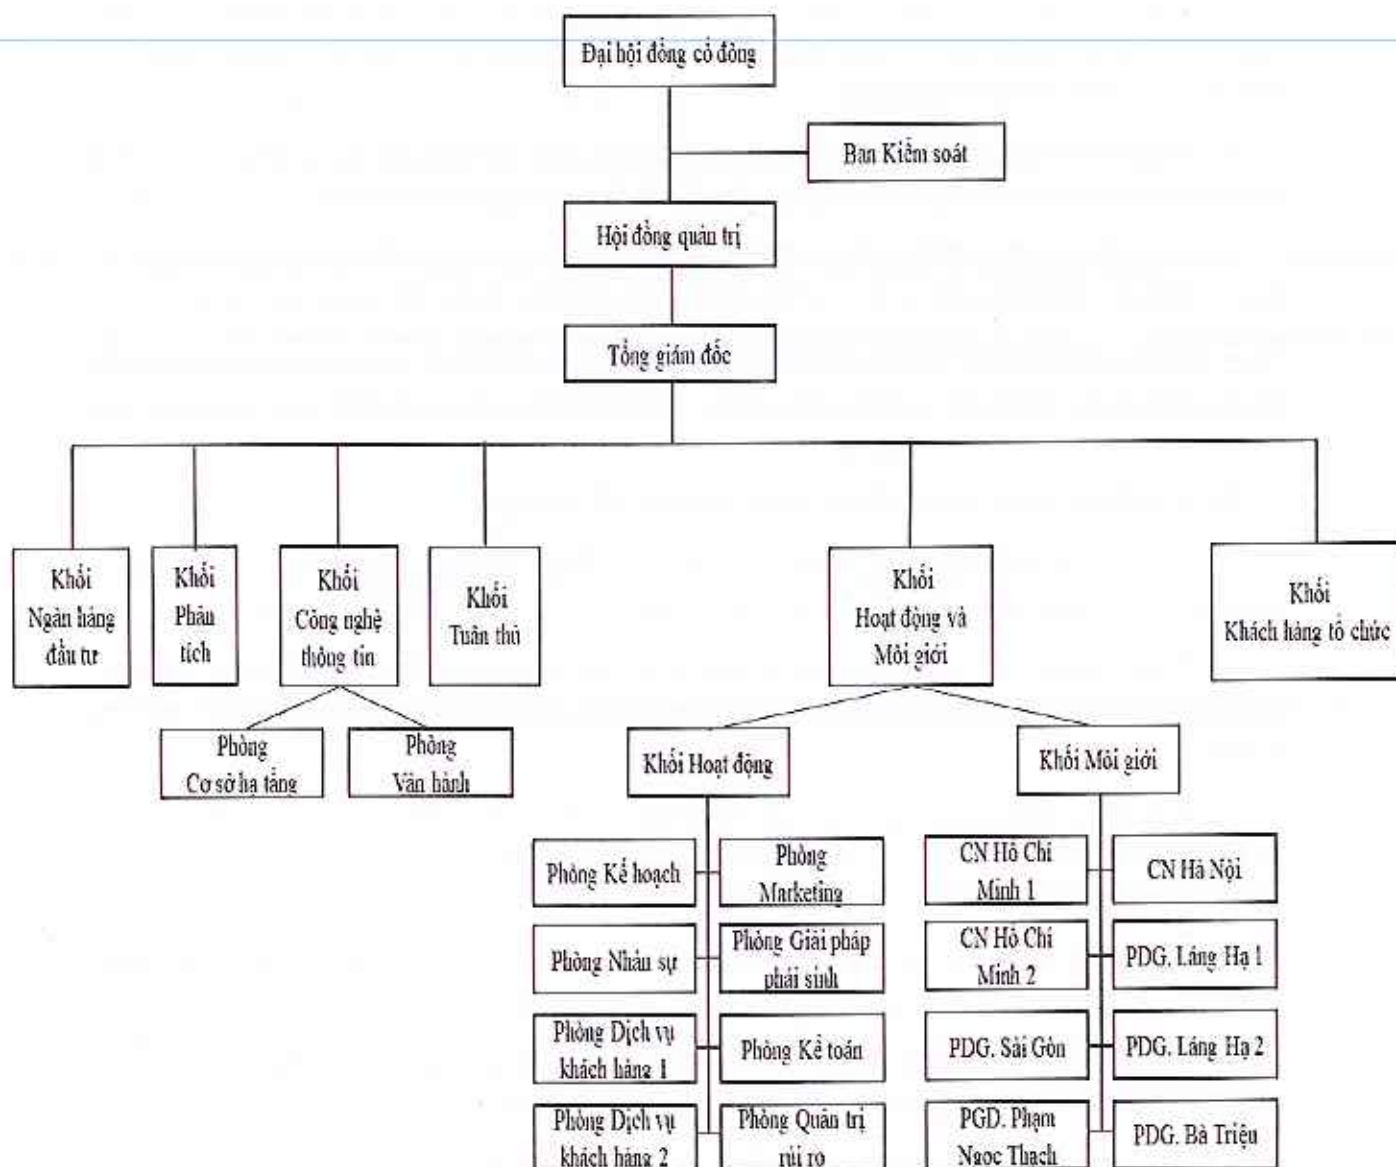 Đại hội đồng cổ đông
Ban Kiểm soát
Hội đồng quản trị
Tổng giám đốc
Khối
Ngân hàng
đầu tư
Khối
Phân
tích
Khối
Công nghệ
thông tin
Khối
Tuân thủ
Khối
Hoạt động và
Môi giới
Khối
Khách hàng tổ chức
Phòng
Cơ sở hạ tầng
Phòng
Vận hành
Khối Hoạt động
Khối Môi giới
Phòng Kế hoạch
Phòng
Marketing
CN Hồ Chí
Minh 1
CN Hà Nội
Phòng Nhân sự
Phòng Giải pháp
phái sinh
CN Hồ Chí
Minh 2
PDG. Láng Hạ 1
Phòng Dịch vụ
khách hàng 1
Phòng Kế toán
PDG. Sài Gòn
PDG. Láng Hạ 2
Phòng Dịch vụ
khách hàng 2
Phòng Quản trị
rủi ro
PGD. Phạm
Ngọc Thạch
PDG. Bà Triệu